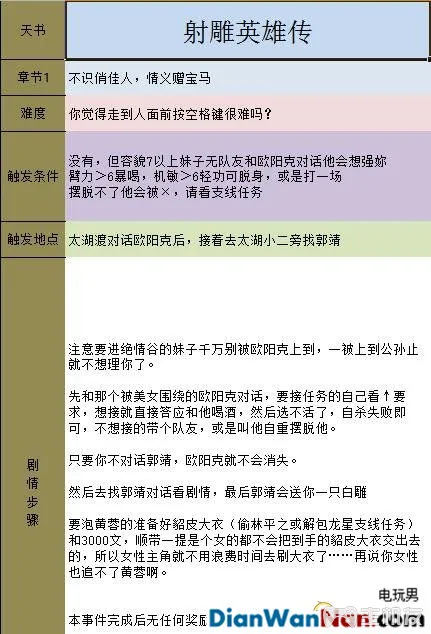 天书
射雕英雄传
章节1
不识俏佳人，情义赠宝马
难度
你觉得走到人面前按空格键很难吗？
触发条件
没有，但容貌7以上妹子无队友和欧阳克对话他会想强妳
臂力＞6暴喝，机敏＞6轻功可脱身，或是打一场
摆脱不了他会被×，请看支线任务
触发地点
太湖渡对话欧阳克后，接着去太湖小二旁找郭靖
剧情步骤
注意要进绝情谷的妹子千万别被欧阳克上到，一被上到公孙止
就不想理你了。
先和那个被美女围绕的欧阳克对话，要接任务的自己看↑要
求，想接就直接答应和他喝酒，然后选不活了，自杀失败即
可，不想接的带个队友，或是叫他自重摆脱他。
只要你不对话郭靖，欧阳克就不会消失。
然后去找郭靖对话看剧情，最后郭靖会送你一只白雕
要泡黄蓉的准备好貂皮大衣（偷林平之或解包龙星支线任务）
和3000文，顺带一提是个女的都不会把到手的貂皮大衣交出去
的，所以女性主角就不用浪费时间去刷大衣了……再说你女性
也追不了黄蓉啊。
本事件完成后无任何奖励
电玩男
DianWanNan.com